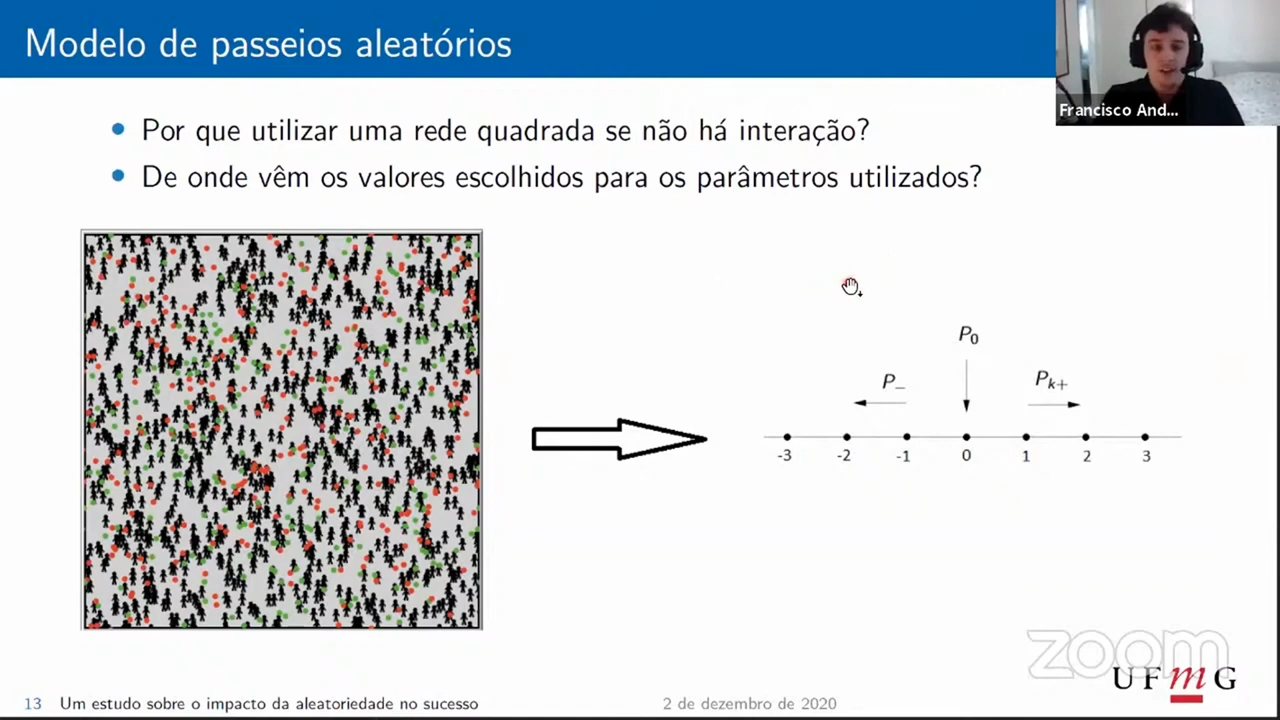 Modelo de passeios aleatórios
Francisco And...
Por que utilizar uma rede quadrada se não há interação?
De onde vêm os valores escolhidos para os parâmetros utilizados?
P₀
P₋
Pₖ₊
-3 -2 -1 0 1 2 3
zoom
UFmG
13 Um estudo sobre o impacto da aleatoriedade no sucesso 2 de dezembro de 2020